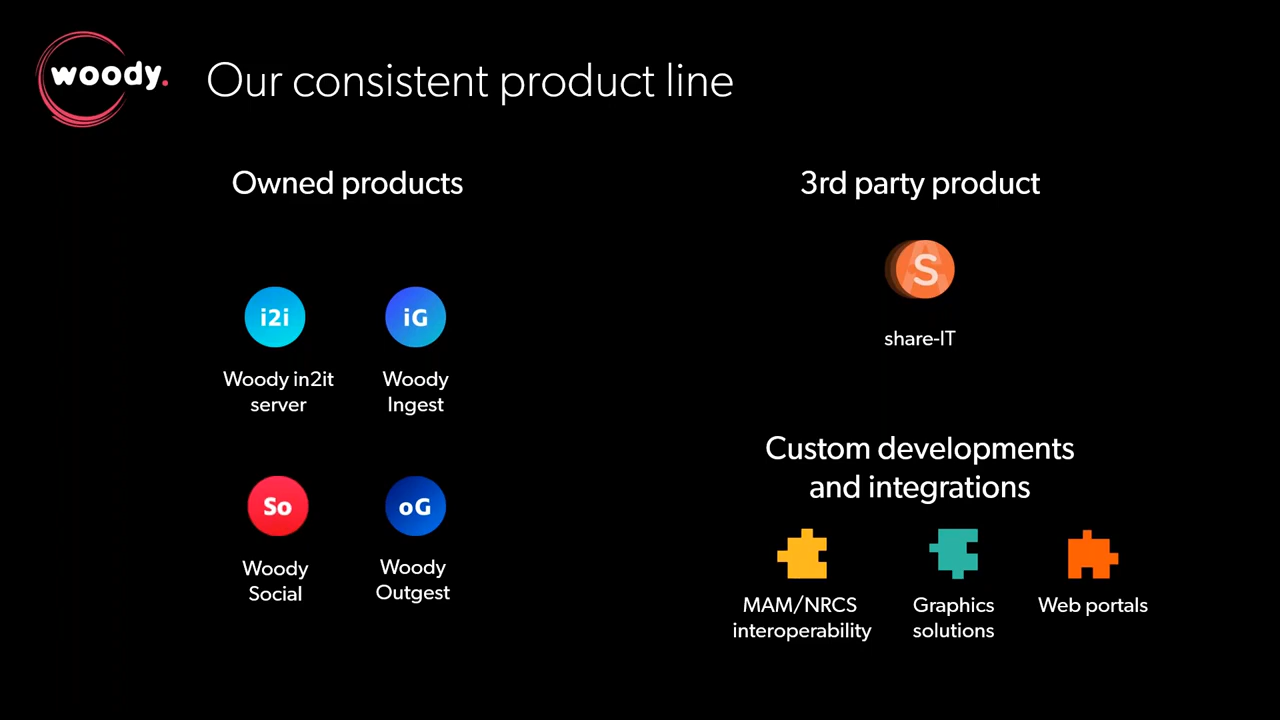 woody.
Our consistent product line
Owned products
i2i
iG
Woody in2it
server
Woody
Ingest
So
oG
Woody
Social
Woody
Outgest
3rd party product
S
share-IT
Custom developments
and integrations
MAM/NRCS
interoperability
Graphics
solutions
Web portals